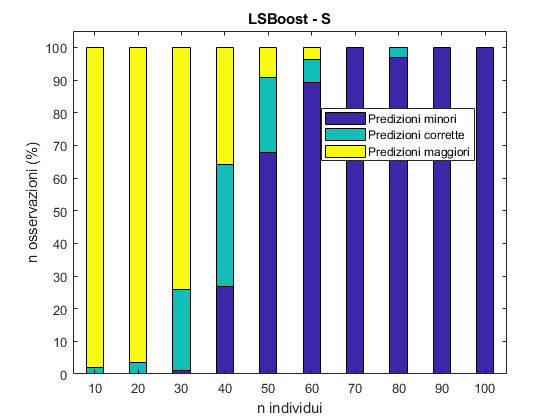 LSBoost - S
n osservazioni (%)
100
90
80
70
60
50
40
30
20
10
0
Predizioni minori
Predizioni corrette
Predizioni maggiori
10 20 30 40 50 60 70 80 90 100
n individui